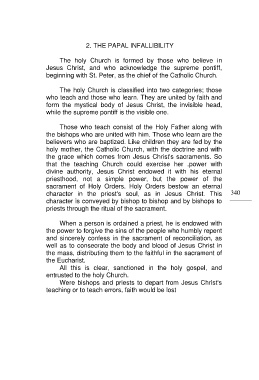 2. THE PAPAL INFALLIBILITY
The holy Church is formed by those who believe in
Jesus Christ, and who acknowledge the supreme pontiff,
beginning with St. Peter, as the chief of the Catholic Church.
The holy Church is classified into two categories; those
who teach and those who learn. They are united by faith and
form the mystical body of Jesus Christ, the invisible head,
while the supreme pontiff is the visible one.
Those who teach consist of the Holy Father along with
the bishops who are united with him. Those who learn are the
believers who are baptized. Like children they are fed by the
holy mother, the Catholic Church, with the doctrine and with
the grace which comes from Jesus Christ's sacraments. So
that the teaching Church could exercise her .power with
divine authority, Jesus Christ endowed it with his eternal
priesthood, not a simple power, but the power of the
sacrament of Holy Orders. Holy Orders bestow an eternal
character in the priest's soul, as in Jesus Christ. This
character is conveyed by bishop to bishop and by bishops to
priests through the ritual of the sacrament.
340
When a person is ordained a priest, he is endowed with
the power to forgive the sins of the people who humbly repent
and sincerely confess in the sacrament of reconciliation, as
well as to consecrate the body and blood of Jesus Christ in
the mass, distributing them to the faithful in the sacrament of
the Eucharist.
All this is clear, sanctioned in the holy gospel, and
entrusted to the holy Church.
Were bishops and priests to depart from Jesus Christ's
teaching or to teach errors, faith would be lost